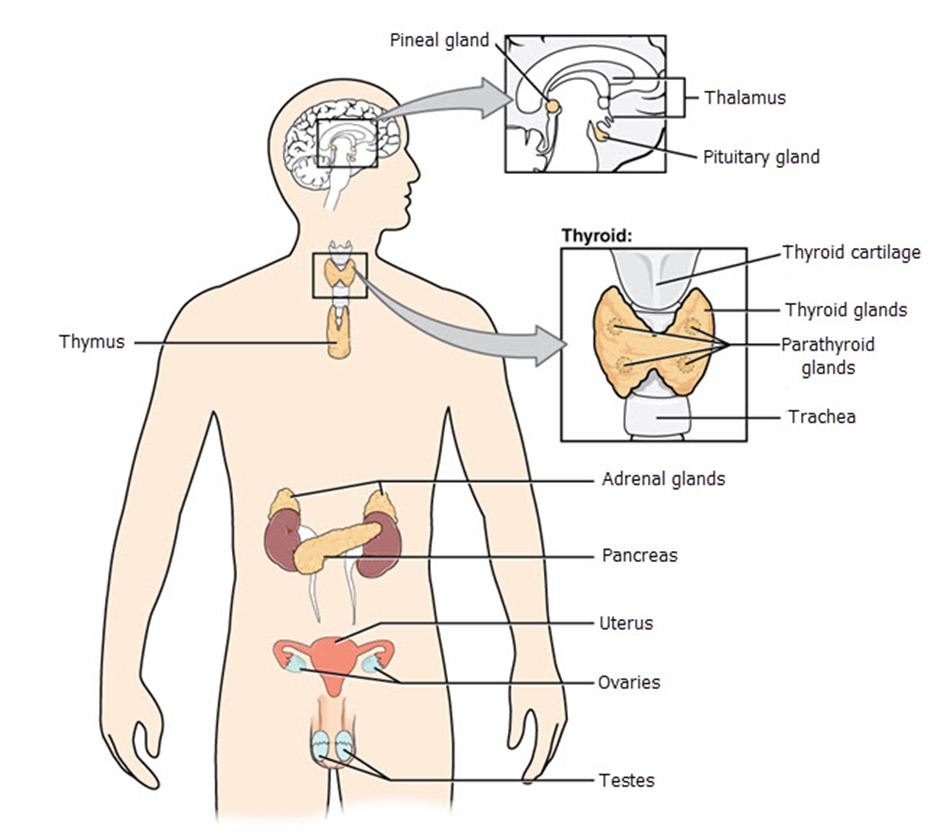 Pineal gland
Thalamus
Pituitary gland
Thyroid:
Thyroid cartilage
Thyroid glands
Parathyroid
glands
Trachea
Thymus
Adrenal glands
Pancreas
Uterus
Ovaries
Testes